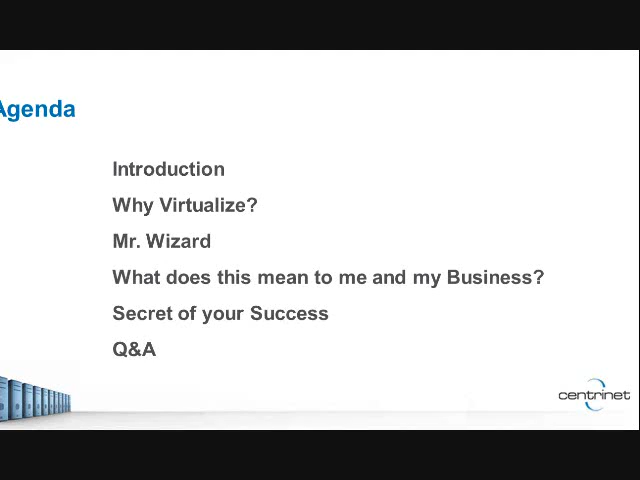 Agenda
Introduction
Why Virtualize?
Mr. Wizard
What does this mean to me and my Business?
Secret of your Success
Q&A
centrinet